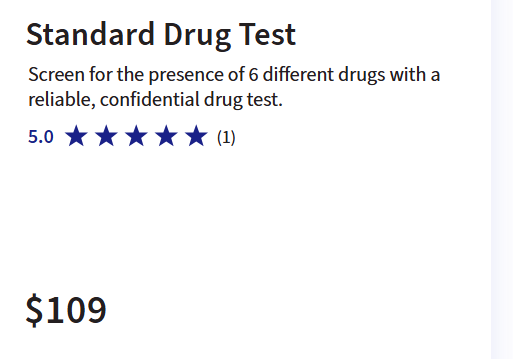 Standard Drug Test
Screen for the presence of 6 different drugs with a
reliable, confidential drug test.
5.0 ★★★★★ (1)
$109